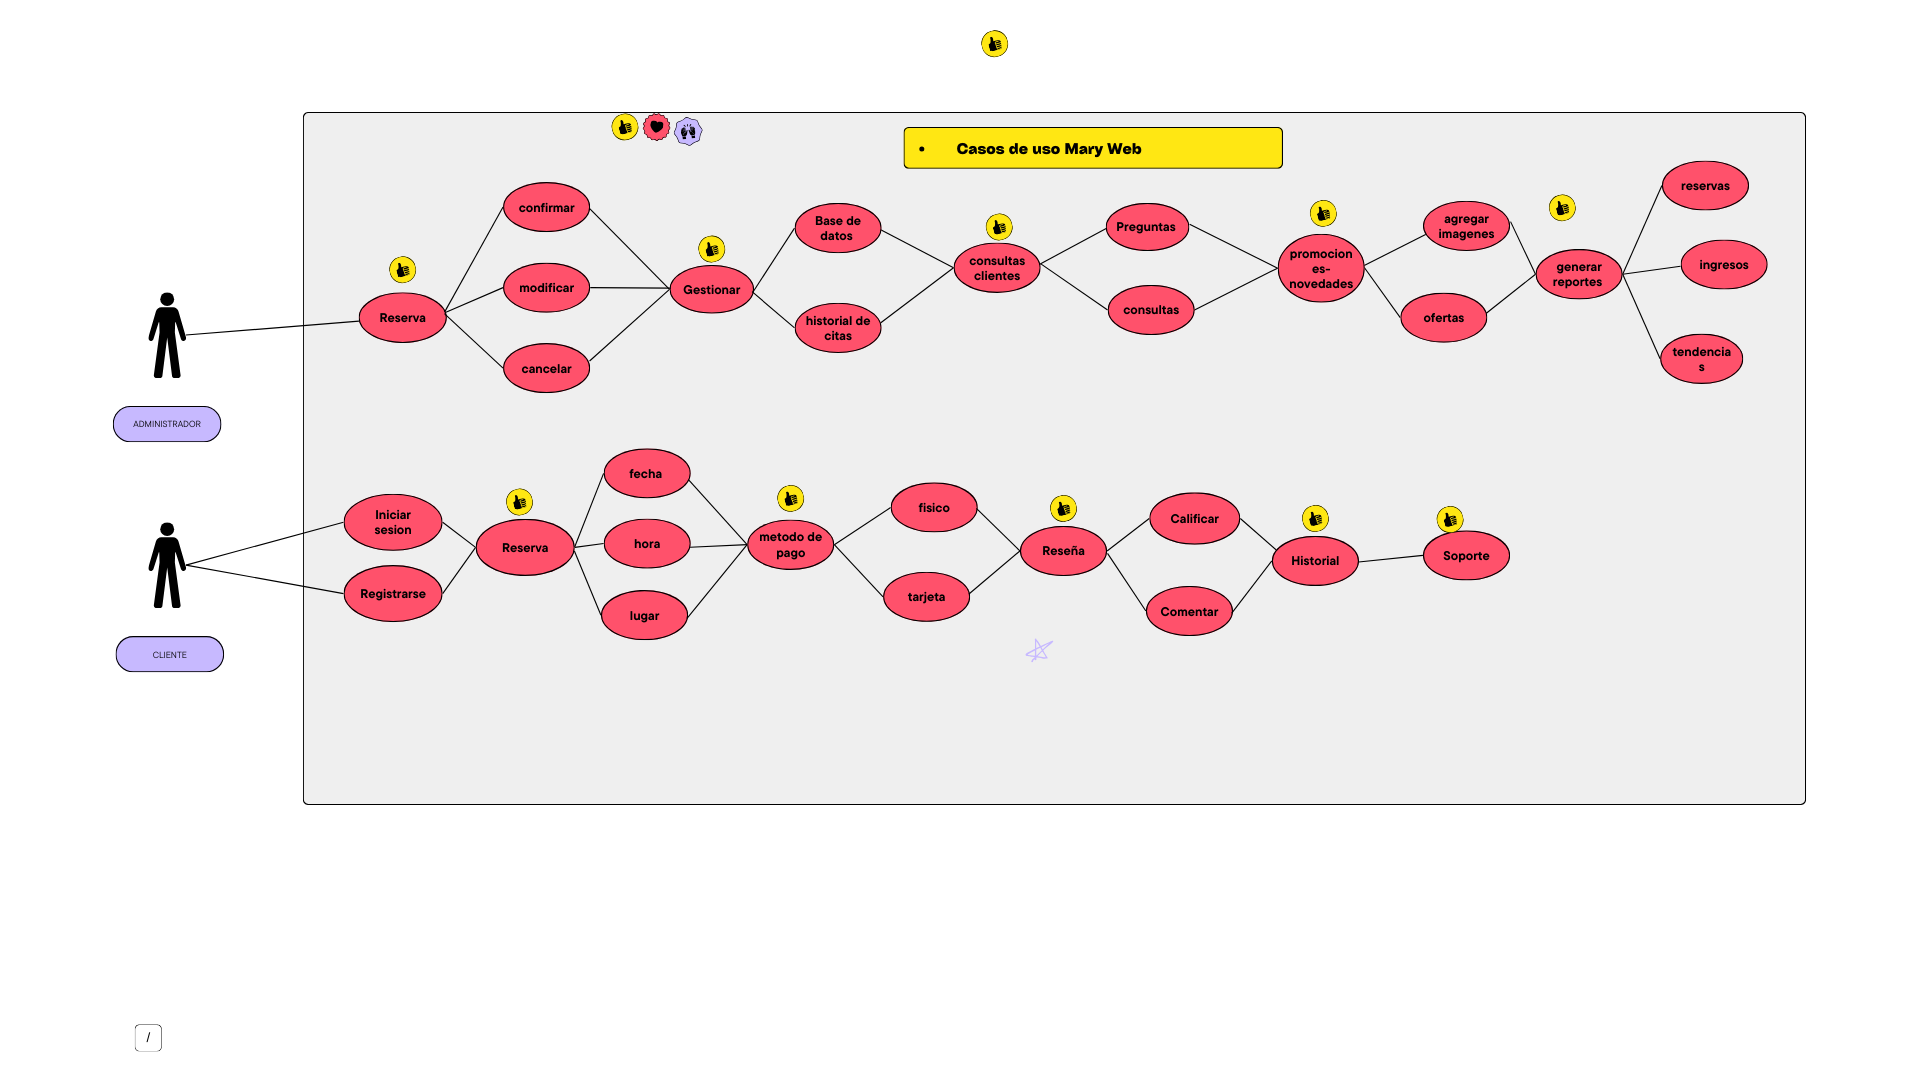 • Casos de uso Mary Web
reservas
confirmar
Base de
datos
Preguntas
agregar
imagenes
ingresos
consultas
clientes
promocion
es-
novedades
generar
reportes
modificar
Gestionar
Reserva
historial de
citas
consultas
ofertas
tendencia
s
cancelar
ADMINISTRADOR
fecha
Iniciar
sesion
fisico
Calificar
Reserva
hora
metodo de
pago
Reseña
Historial
Soporte
Registrarse
lugar
tarjeta
Comentar
CLIENTE
/